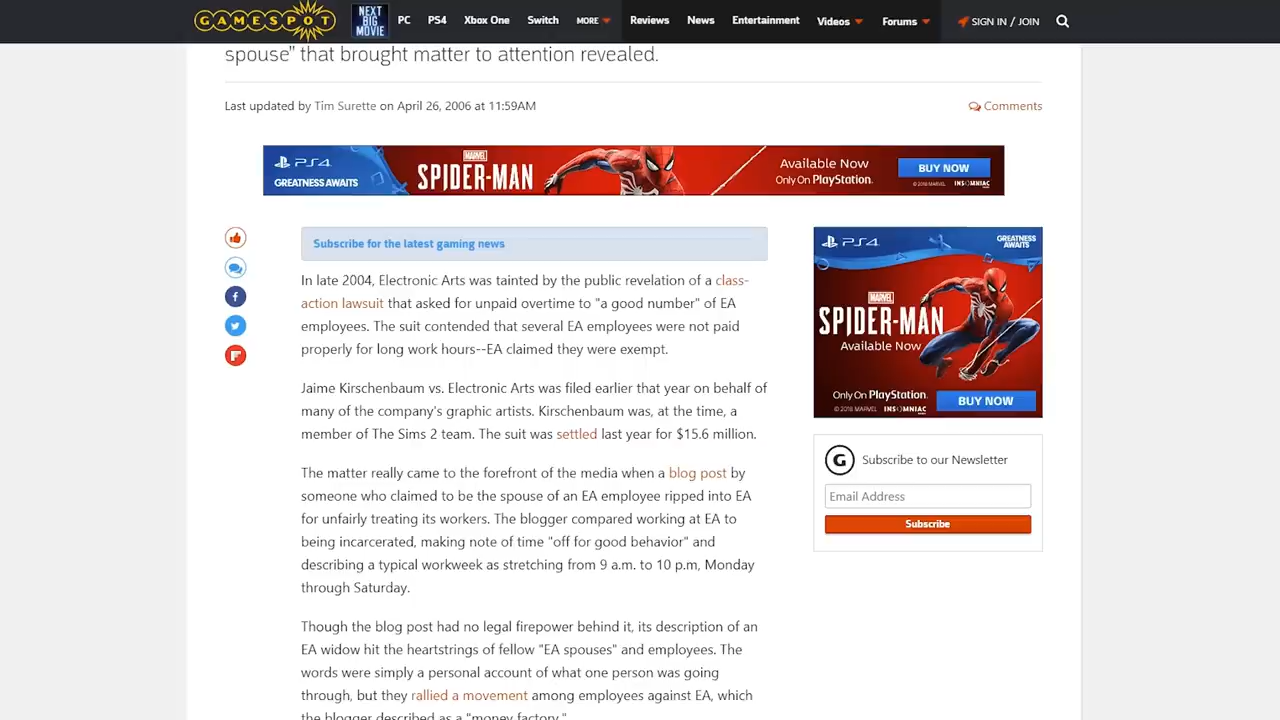 GAMESPOT
NEXT BIG MOVIE
PC PS4 Xbox One Switch MORE Reviews News Entertainment Videos Forums SIGN IN / JOIN
spouse" that brought matter to attention revealed.
Last updated by Tim Surette on April 26, 2006 at 11:59AM
Comments
PS4
GREATNESS AWAITS
MARVEL
SPIDER-MAN
Available Now
Only On PlayStation.
BUY NOW
© 2018 MARVEL INSOMNIAC
Subscribe for the latest gaming news
In late 2004, Electronic Arts was tainted by the public revelation of a class-
action lawsuit that asked for unpaid overtime to "a good number" of EA
employees. The suit contended that several EA employees were not paid
properly for long work hours--EA claimed they were exempt.
Jaime Kirschenbaum vs. Electronic Arts was filed earlier that year on behalf of
many of the company's graphic artists. Kirschenbaum was, at the time, a
member of The Sims 2 team. The suit was settled last year for $15.6 million.
The matter really came to the forefront of the media when a blog post by
someone who claimed to be the spouse of an EA employee ripped into EA
for unfairly treating its workers. The blogger compared working at EA to
being incarcerated, making note of time "off for good behavior" and
describing a typical workweek as stretching from 9 a.m. to 10 p.m, Monday
through Saturday.
Though the blog post had no legal firepower behind it, its description of an
EA widow hit the heartstrings of fellow "EA spouses" and employees. The
words were simply a personal account of what one person was going
through, but they rallied a movement among employees against EA, which
the blogger described as a "money factory."
PS4
GREATNESS AWAITS
MARVEL
SPIDER-MAN
Available Now
Only On PlayStation.
BUY NOW
© 2018 MARVEL INSOMNIAC
G Subscribe to our Newsletter
Email Address
Subscribe